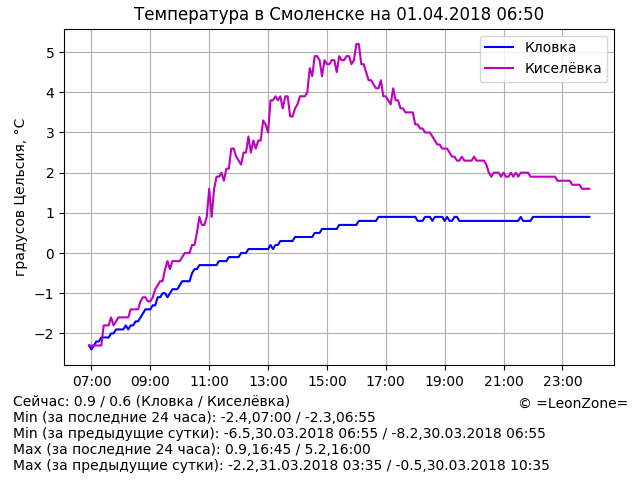 Температура в Смоленске на 01.04.2018 06:50
градусов Цельсия, °C
5
4
3
2
1
0
−1
−2
Кловка
Киселёвка
07:00 09:00 11:00 13:00 15:00 17:00 19:00 21:00 23:00
Сейчас: 0.9 / 0.6 (Кловка / Киселёвка)
© =LeonZone=
Min (за последние 24 часа): -2.4,07:00 / -2.3,06:55
Min (за предыдущие сутки): -6.5,30.03.2018 06:55 / -8.2,30.03.2018 06:55
Max (за последние 24 часа): 0.9,16:45 / 5.2,16:00
Max (за предыдущие сутки): -2.2,31.03.2018 03:35 / -0.5,30.03.2018 10:35